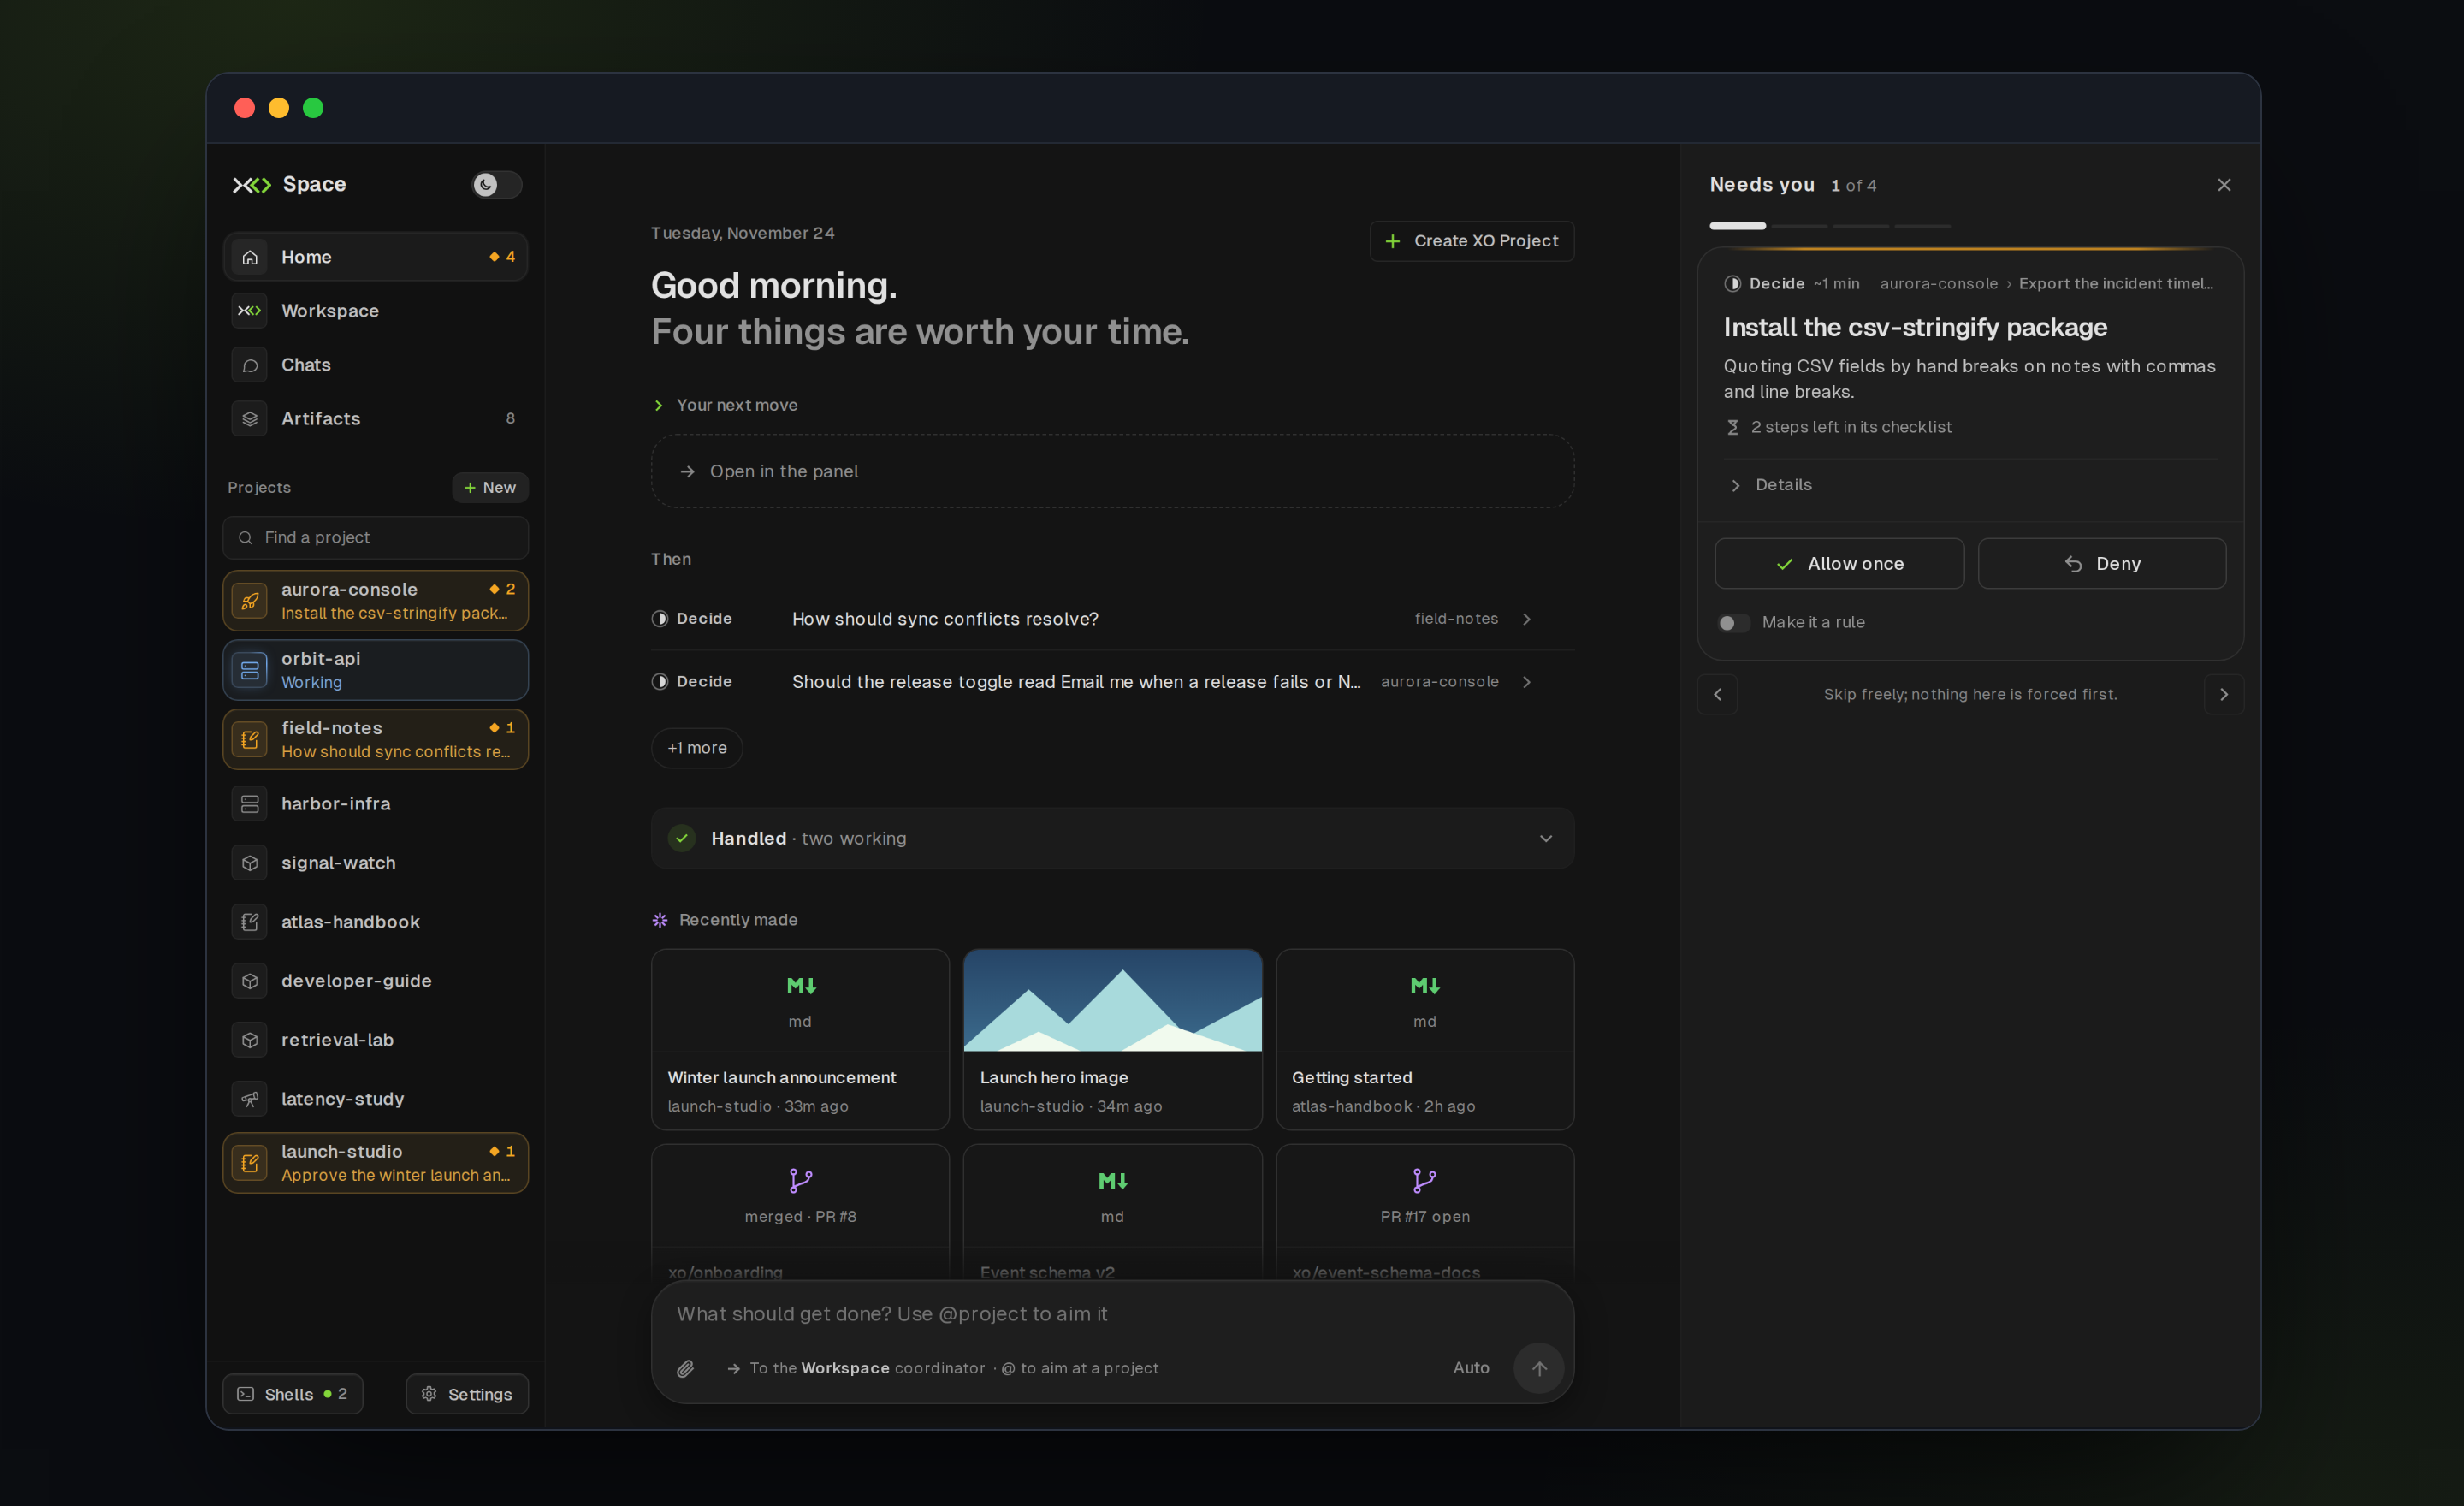 Space
Home 4
Workspace
Chats
Artifacts 8
Projects
New
Find a project
aurora-console 2
Install the csv-stringify pack...
orbit-api
Working
field-notes 1
How should sync conflicts re...
harbor-infra
signal-watch
atlas-handbook
developer-guide
retrieval-lab
latency-study
launch-studio 1
Approve the winter launch an...
Shells 2
Settings
Tuesday, November 24
Create XO Project
Good morning.
Four things are worth your time.
Your next move
Open in the panel
Then
Decide How should sync conflicts resolve? field-notes
Decide Should the release toggle read Email me when a release fails or N... aurora-console
+1 more
Handled · two working
Recently made
md
Winter launch announcement
launch-studio · 33m ago
Launch hero image
launch-studio · 34m ago
md
Getting started
atlas-handbook · 2h ago
merged · PR #8
xo/onboarding
md
Event schema v2
PR #17 open
xo/event-schema-docs
What should get done? Use @project to aim it
To the Workspace coordinator · @ to aim at a project
Auto
Needs you 1 of 4
Decide ~1 min aurora-console › Export the incident timel...
Install the csv-stringify package
Quoting CSV fields by hand breaks on notes with commas
and line breaks.
2 steps left in its checklist
Details
Allow once
Deny
Make it a rule
Skip freely; nothing here is forced first.